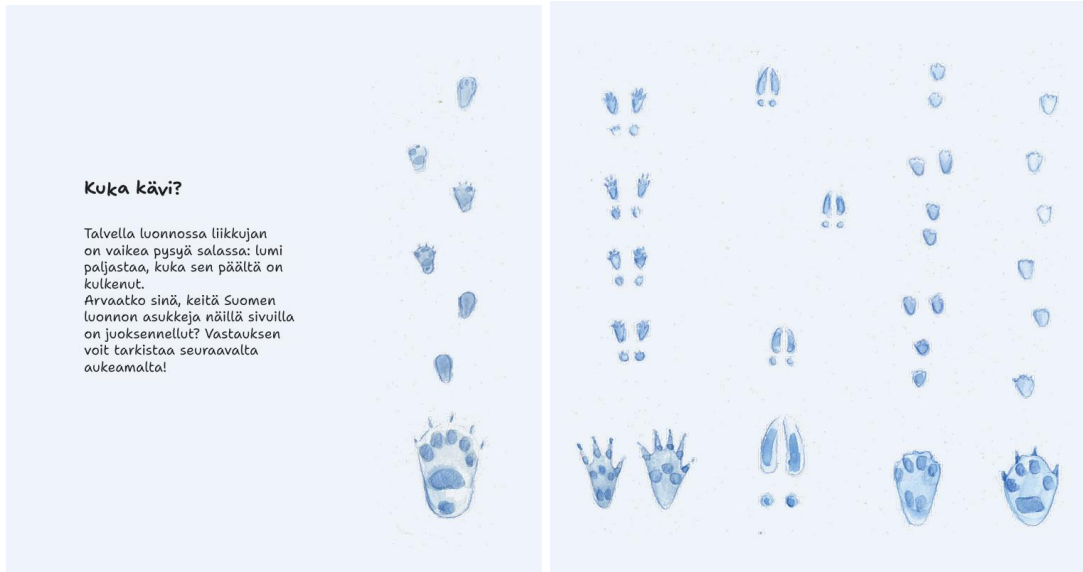 Kuka kävi?
Talvella luonnossa liikkujan
on vaikea pysyä salassa: lumi
paljastaa, kuka sen päältä on
kulkenut.
Arvaatko sinä, keitä Suomen
luonnon asukkeja näillä sivuilla
on juoksennellut? Vastauksen
voit tarkistaa seuraavalta
aukeamalta!